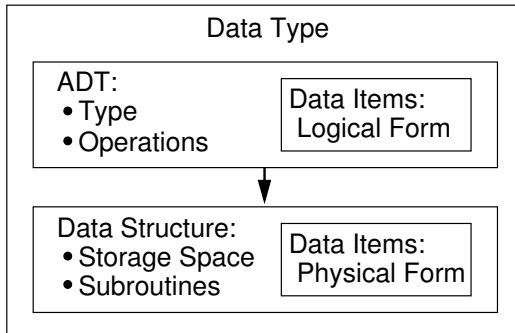 Data Type
ADT:
• Type
• Operations
Data Items:
Logical Form
Data Structure:
• Storage Space
• Subroutines
Data Items:
Physical Form